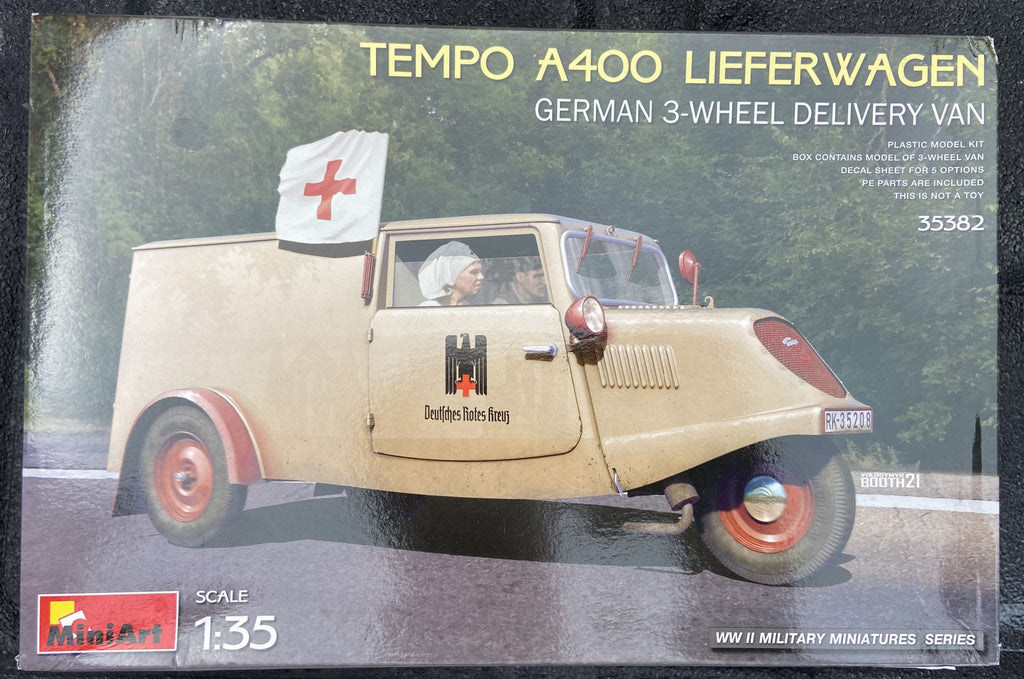 TEMPO A400 LIEFERWAGEN
GERMAN 3-WHEEL DELIVERY VAN
PLASTIC MODEL KIT
BOX CONTAINS MODEL OF 3-WHEEL VAN
DECAL SHEET FOR 5 OPTIONS
PE PARTS ARE INCLUDED
THIS IS NOT A TOY
35382
Deutsches Rotes Kreuz
RK-35208
BOOTH21
MiniArt
SCALE
1:35
WW II MILITARY MINIATURES SERIES